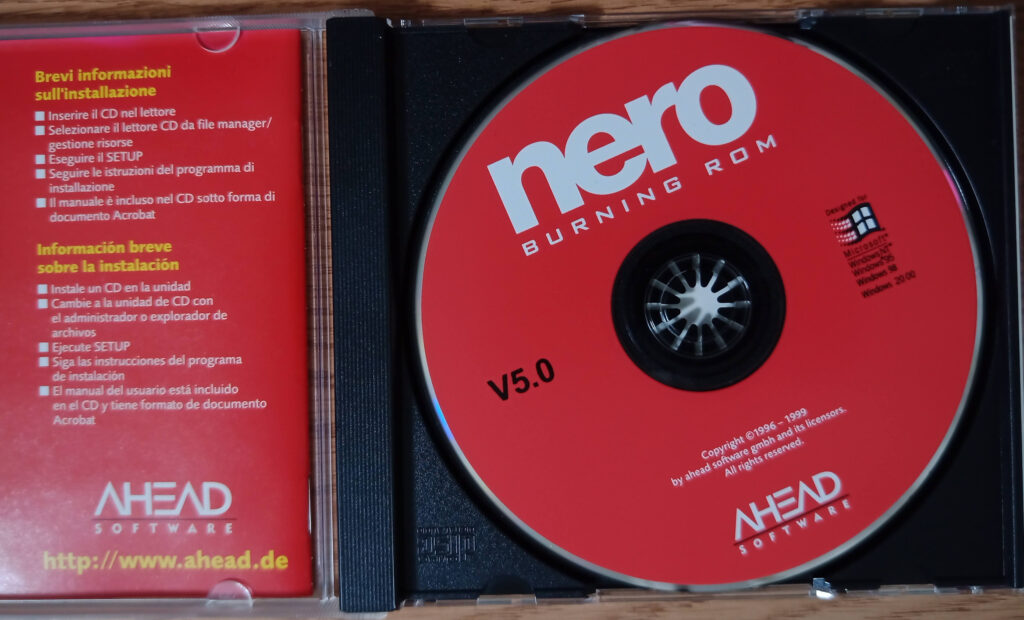 Brevi informazioni
sull'installazione
Inserire il CD nel lettore
Selezionare il lettore CD da file manager/
gestione risorse
Eseguire il SETUP
Seguire le istruzioni del programma di
installazione
Il manuale è incluso nel CD sotto forma di
documento Acrobat
Información breve
sobre la instalación
Instale un CD en la unidad
Cambie a la unidad de CD con
el administrador o explorador de
archivos
Ejecute SETUP
Siga las instrucciones del programa
de instalación
El manual del usuario está incluido
en el CD y tiene formato de documento
Acrobat
AHEAD
SOFTWARE
http://www.ahead.de
nero
BURNING ROM
Designed for
Microsoft®
Windows NT®
Windows®95
Windows 98
Windows 2000
V5.0
Copyright ©1996 – 1999
by ahead software gmbh and its licensors.
All rights reserved.
AHEAD
SOFTWARE